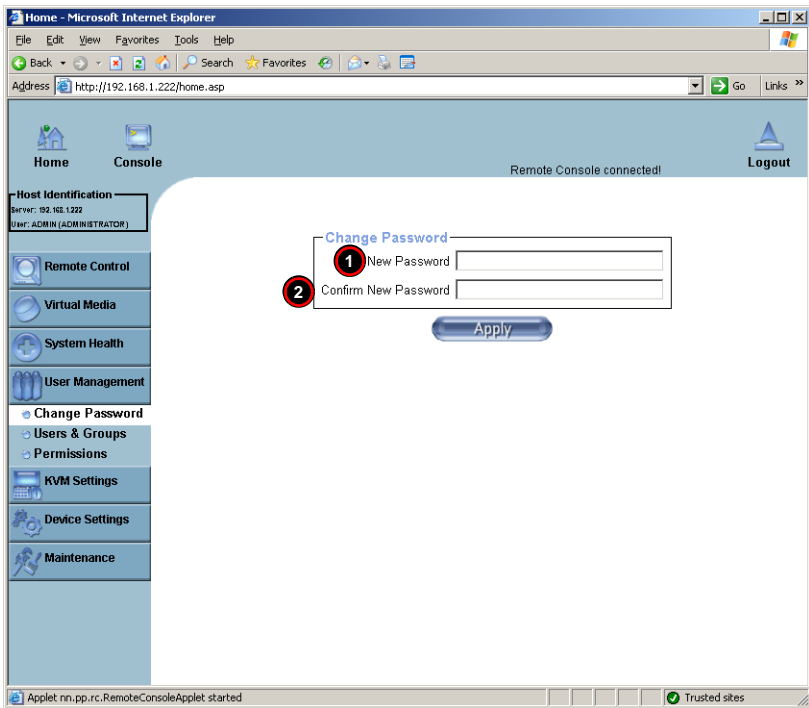 Home - Microsoft Internet Explorer
File Edit View Favorites Tools Help
Back Search Favorites
Address http://192.168.1.222/home.asp Go Links »
Home Console Remote Console connected! Logout
Host Identification
Server: 192.168.1.222
User: ADMIN (ADMINISTRATOR)
Remote Control
Virtual Media
System Health
User Management
Change Password
Users & Groups
Permissions
KVM Settings
Device Settings
Maintenance
Change Password
1 New Password
2 Confirm New Password
Apply
Applet nn.pp.rc.RemoteConsoleApplet started Trusted sites